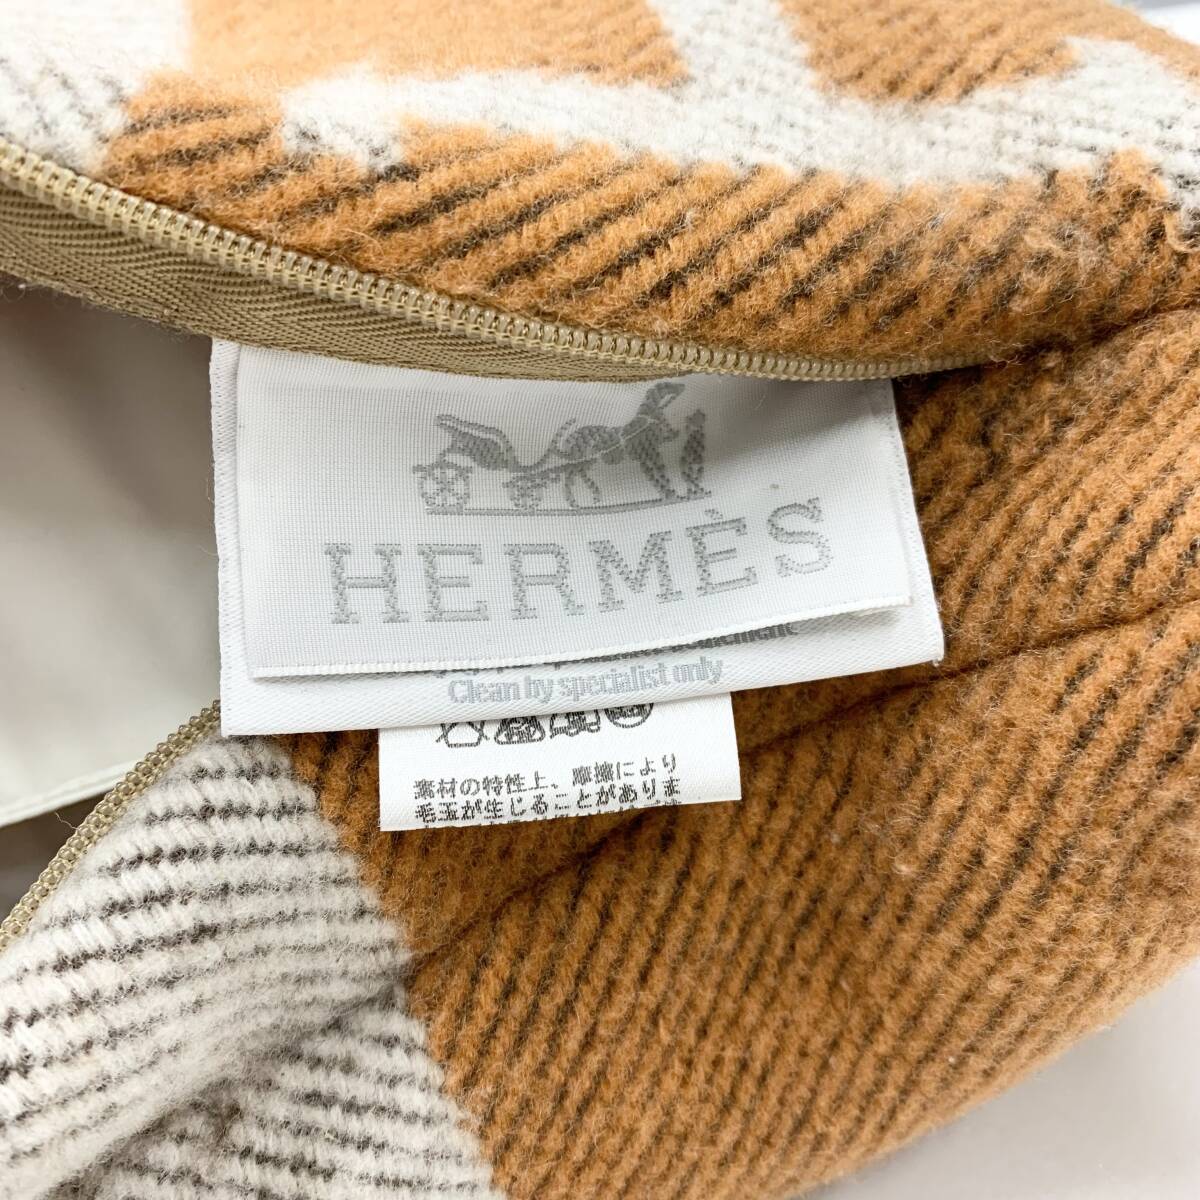 HERMÈS
Clean by specialist only
素材の特性上、摩擦により
毛玉が生じることがありま